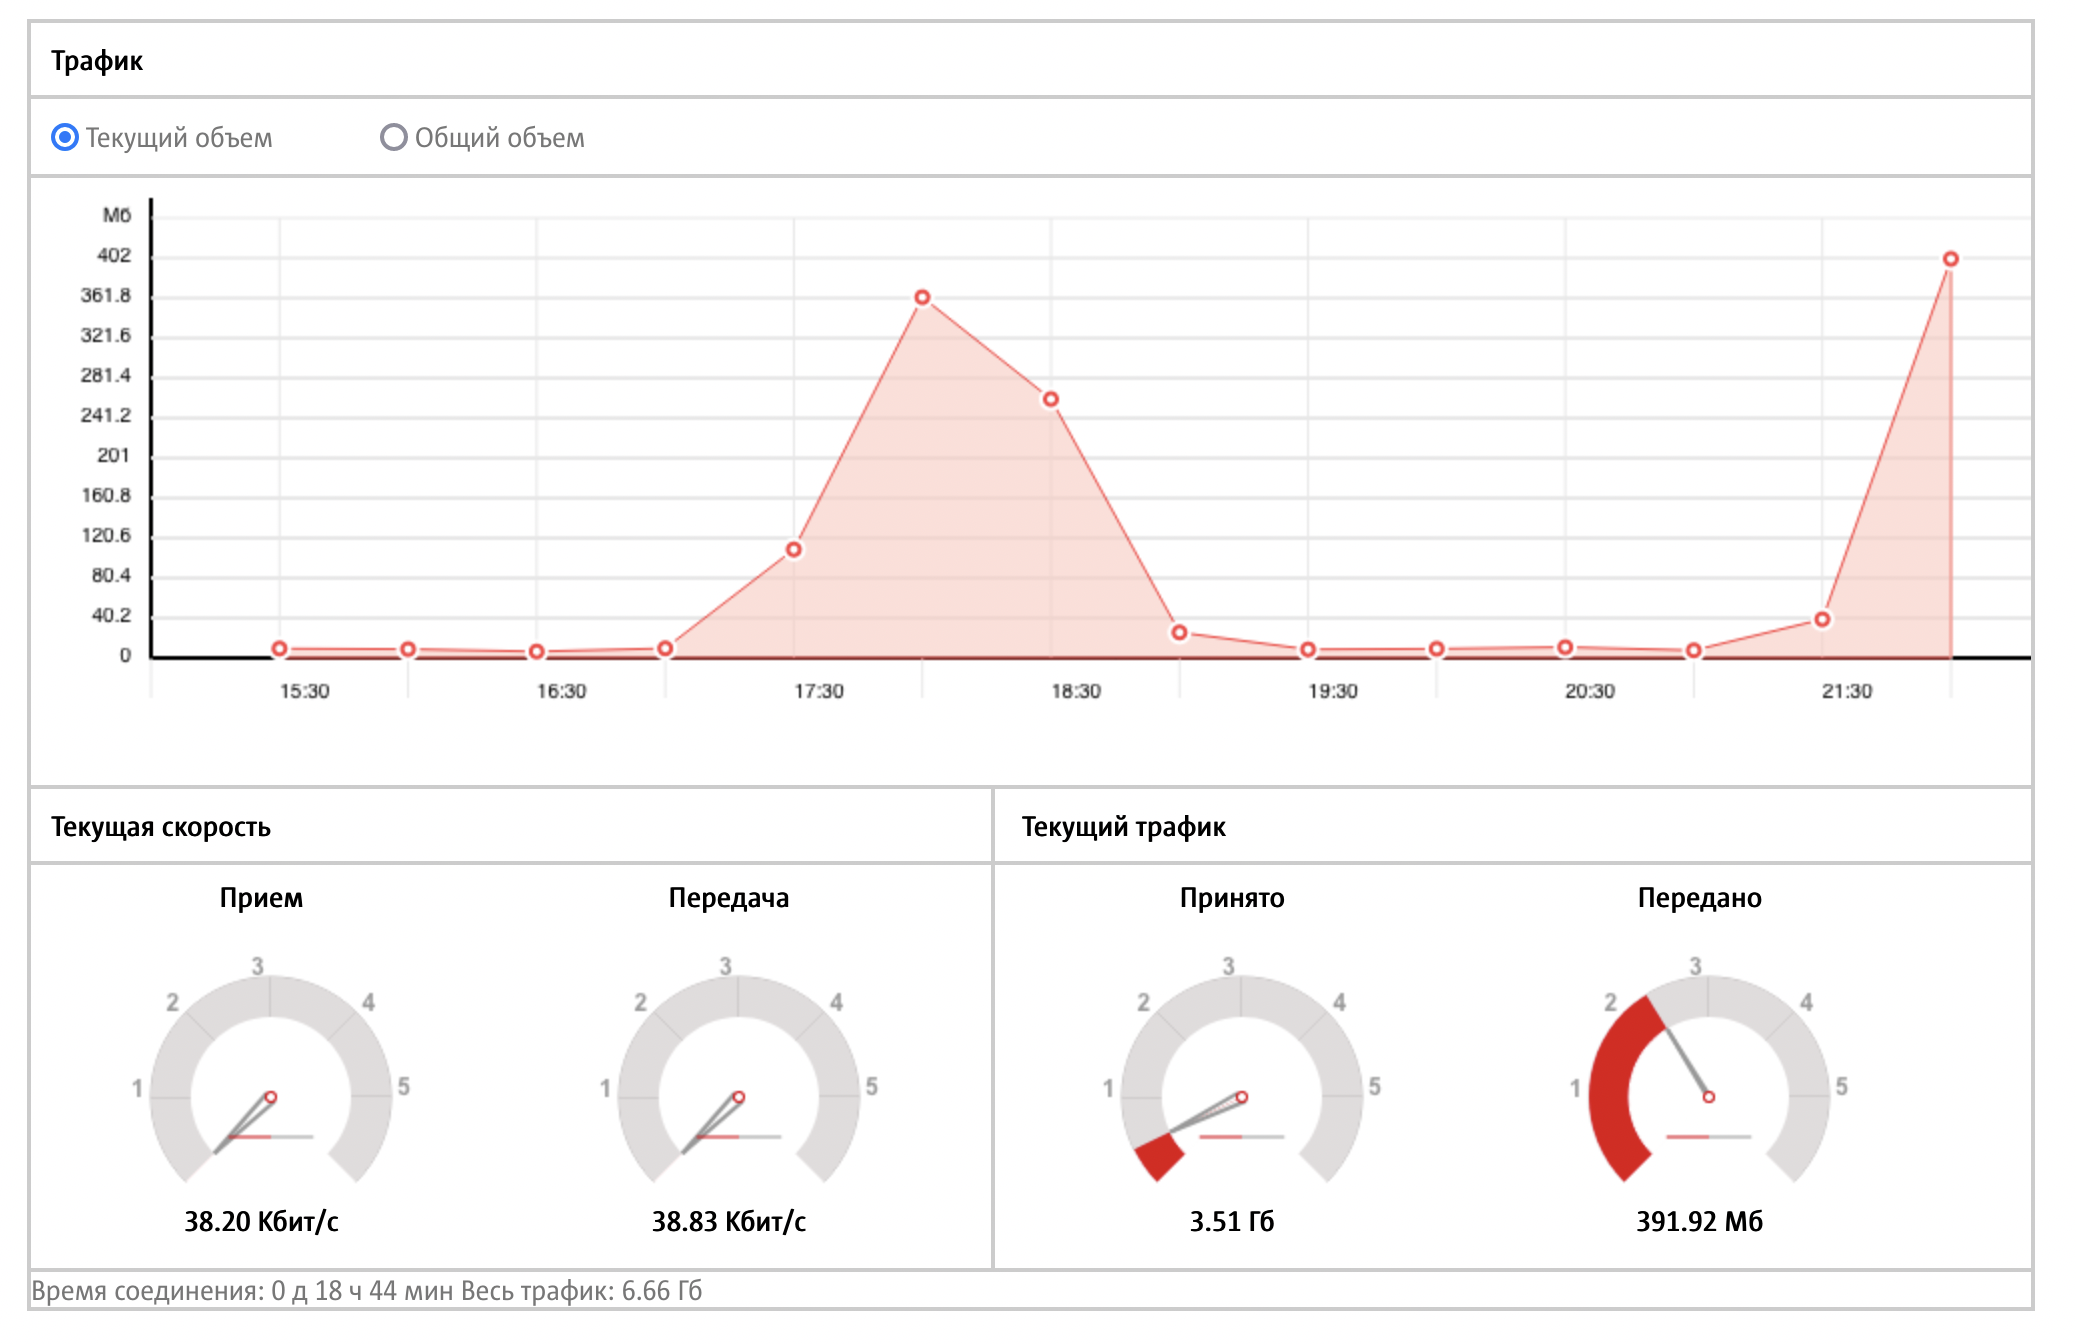 Трафик
Текущий объем Общий объем
Мб
402
361.8
321.6
281.4
241.2
201
160.8
120.6
80.4
40.2
0
15:30 16:30 17:30 18:30 19:30 20:30 21:30
Текущая скорость Текущий трафик
Прием Передача Принято Передано
1 2 3 4 5 1 2 3 4 5 1 2 3 4 5 1 2 3 4 5
38.20 Кбит/с 38.83 Кбит/с 3.51 Гб 391.92 Мб
Время соединения: 0 д 18 ч 44 мин Весь трафик: 6.66 Гб